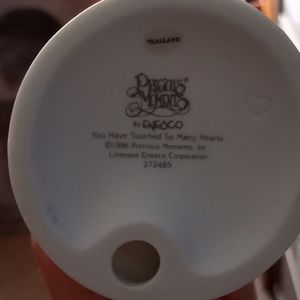 THAILAND
PRECIOUS
MOMENTS
by ENESCO
You Have Touched So Many Hearts
©1996 Precious Moments, Inc.
Licensee Enesco Corporation
272485